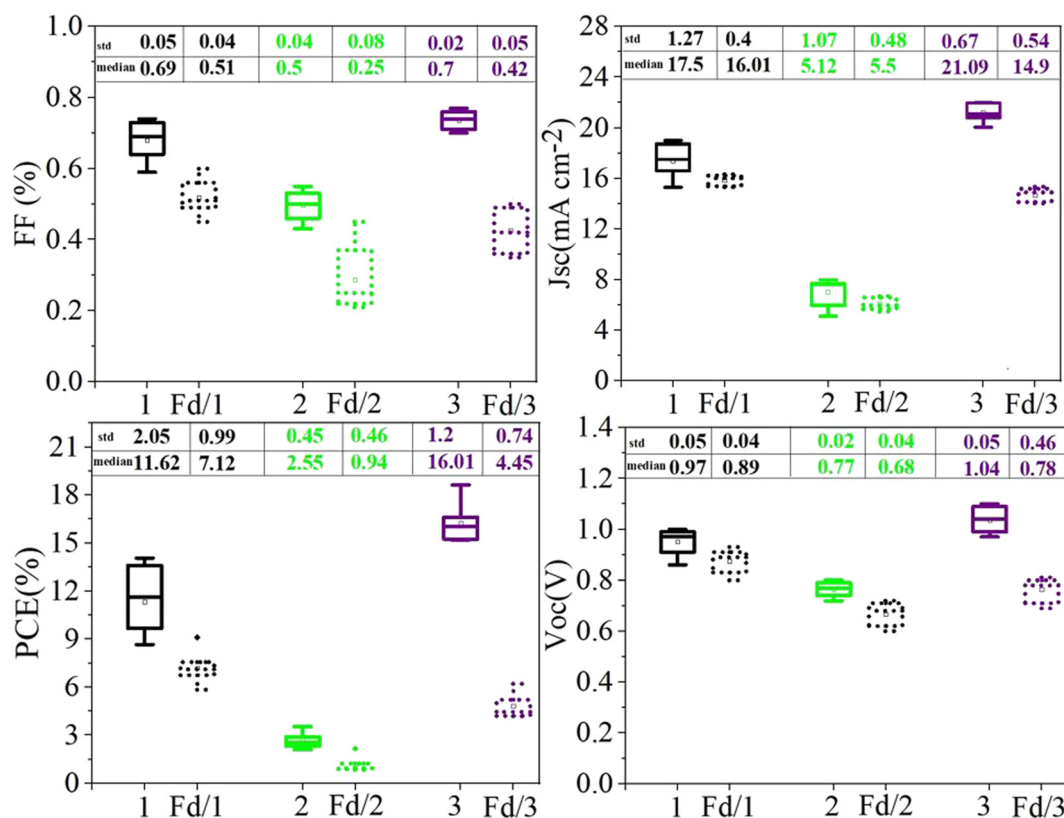 1.0
std 0.05 0.04 0.04 0.08 0.02 0.05
median 0.69 0.51 0.5 0.25 0.7 0.42
0.8
0.6
0.4
0.2
0.0
FF (%)
1 Fd/1 2 Fd/2 3 Fd/3
28
std 1.27 0.4 1.07 0.48 0.67 0.54
median 17.5 16.01 5.12 5.5 21.09 14.9
24
20
16
12
8
4
0
Jsc(mA cm-2)
1 Fd/1 2 Fd/2 3 Fd/3
21
std 2.05 0.99 0.45 0.46 1.2 0.74
median 11.62 7.12 2.55 0.94 16.01 4.45
18
15
12
9
6
3
0
PCE(%)
1 Fd/1 2 Fd/2 3 Fd/3
1.4
std 0.05 0.04 0.02 0.04 0.05 0.46
median 0.97 0.89 0.77 0.68 1.04 0.78
1.2
1.0
0.8
0.6
0.4
0.2
0.0
Voc(V)
1 Fd/1 2 Fd/2 3 Fd/3